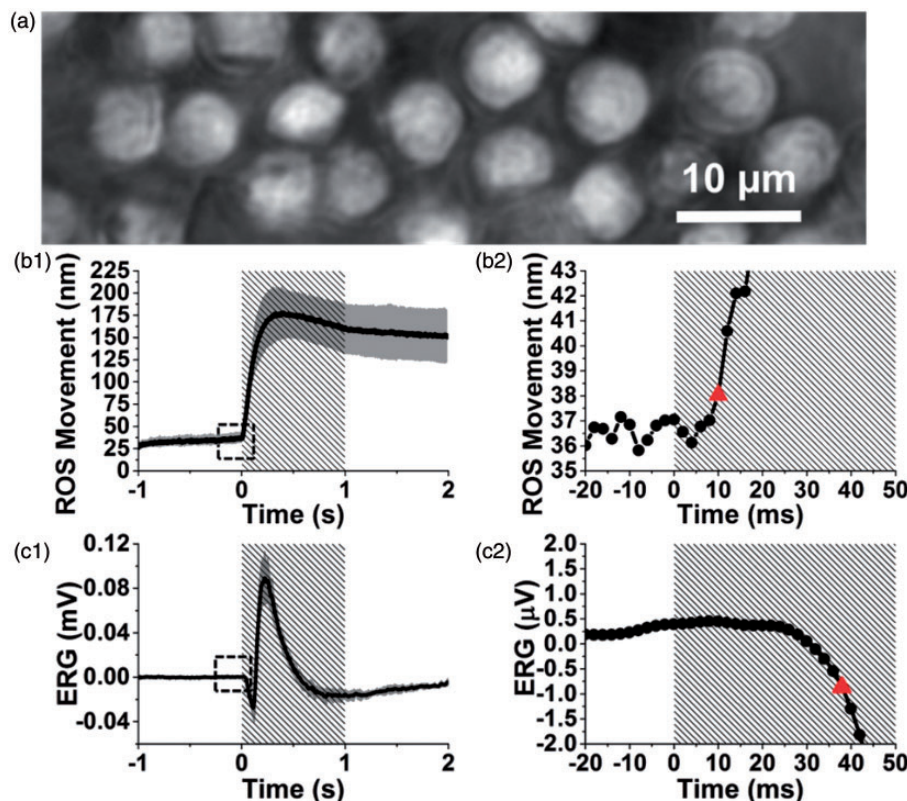 (a)
10 µm
(b1)
ROS Movement (nm)
225
200
175
150
125
100
75
50
25
0
-1 0 1 2
Time (s)
(b2)
ROS Movement (nm)
43
42
41
40
39
38
37
36
35
-20 -10 0 10 20 30 40 50
Time (ms)
(c1)
ERG (mV)
0.12
0.08
0.04
0.00
-0.04
-1 0 1 2
Time (s)
(c2)
ERG (µV)
2.0
1.5
1.0
0.5
0.0
-0.5
-1.0
-1.5
-2.0
-20 -10 0 10 20 30 40 50
Time (ms)